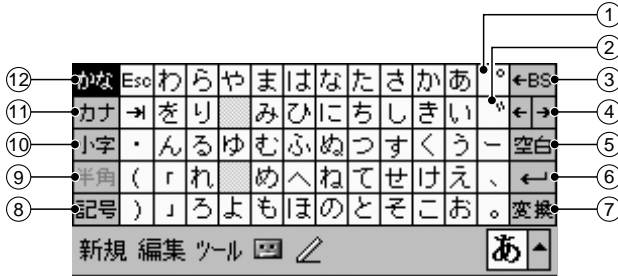 ①
②
⑫ かな Esc わ ら や ま は な た さ か あ ゜ ←BS ③
⑪ カナ →| を り み ひ に ち し き い ゛ ← → ④
⑩ 小字 ・ ん る ゆ む ふ ぬ つ す く う ー 空白 ⑤
⑨ 半角 ( 「 れ め へ ね て せ け え 、 ↵ ⑥
⑧ 記号 ) 」 ろ よ も ほ の と そ こ お 。 変換 ⑦
新規 編集 ツール あ ▲